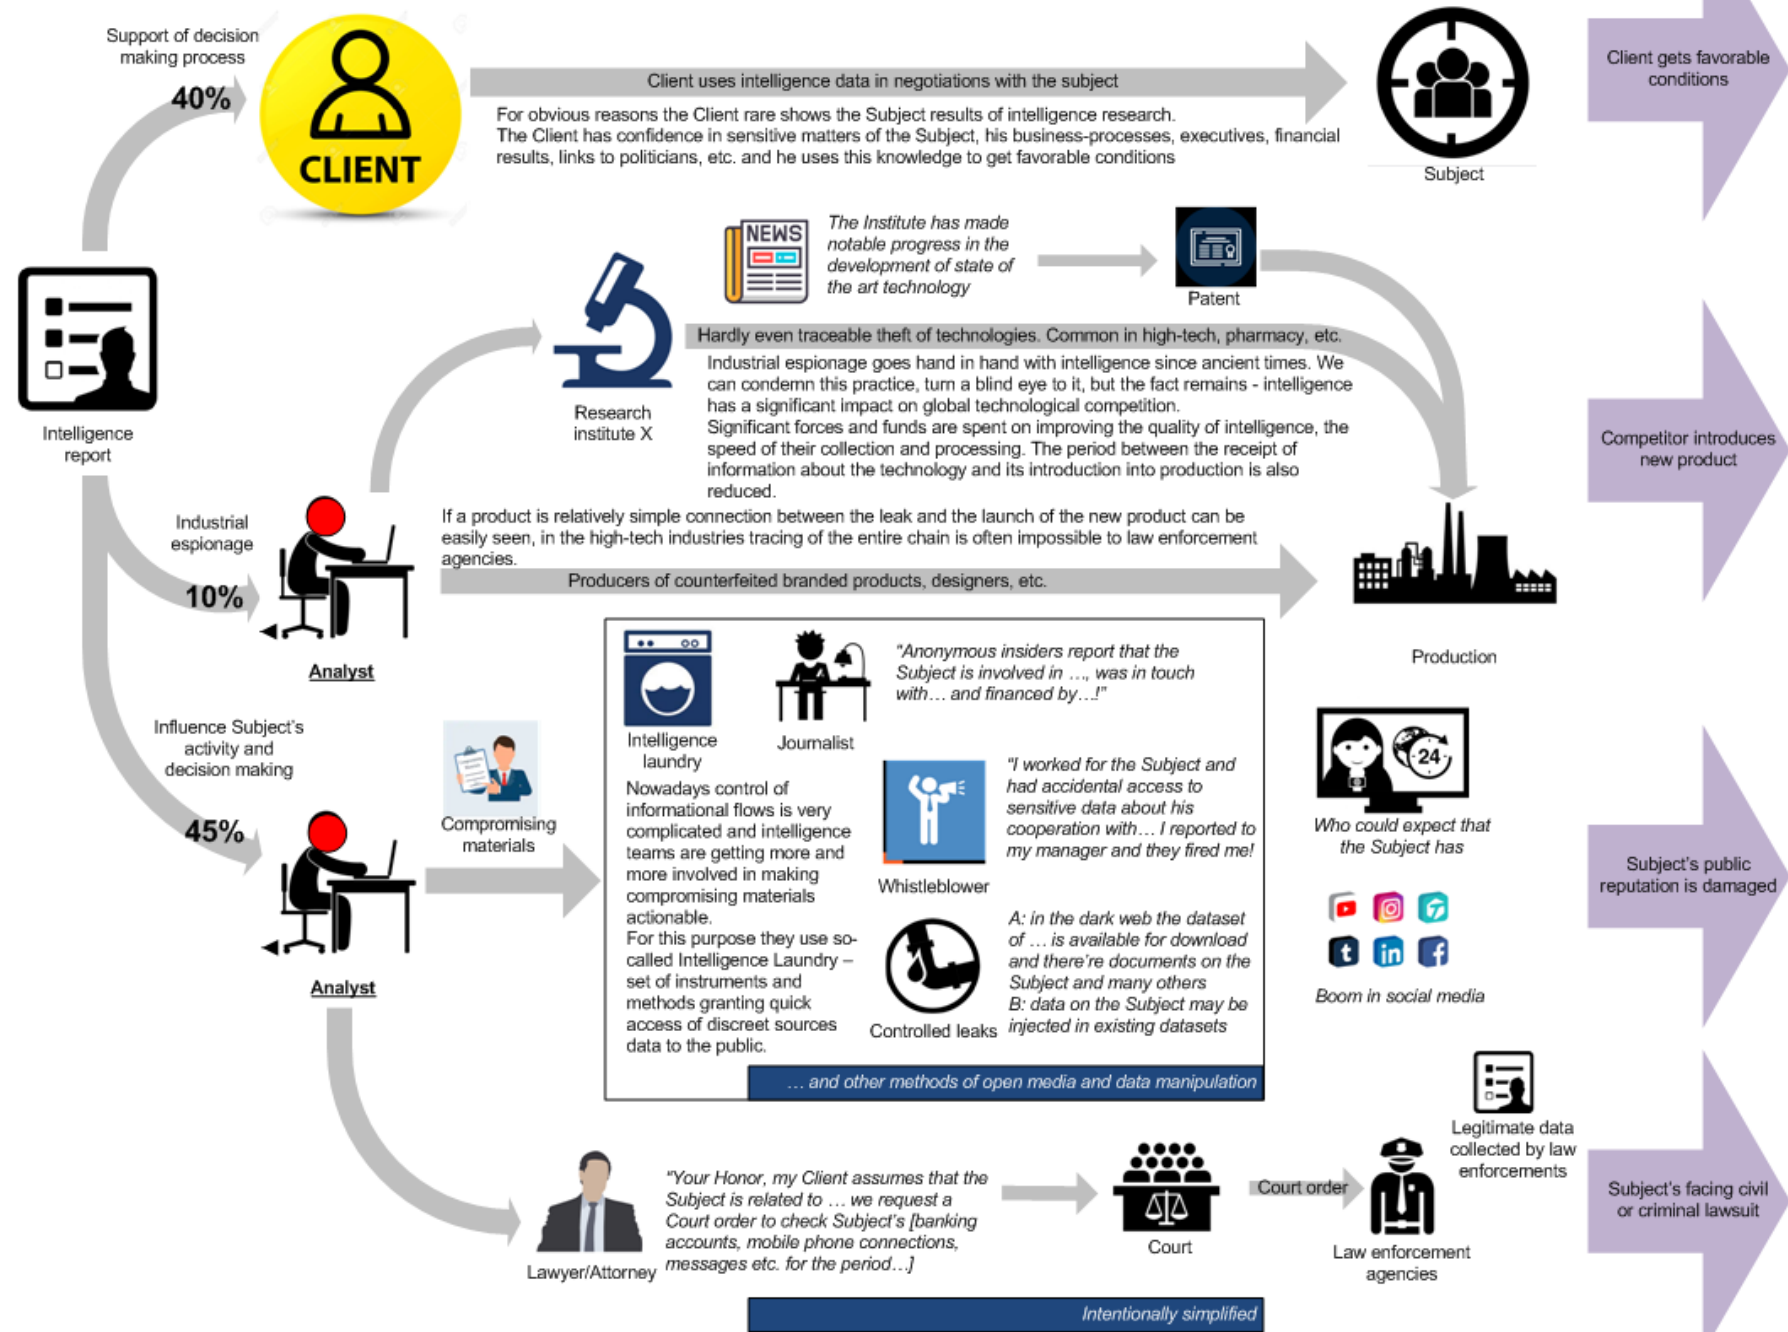 Support of decision
making process
40%
CLIENT
Client uses intelligence data in negotiations with the subject
For obvious reasons the Client rare shows the Subject results of intelligence research.
The Client has confidence in sensitive matters of the Subject, his business-processes, executives, financial
results, links to politicians, etc. and he uses this knowledge to get favorable conditions
Subject
Client gets favorable
conditions
Intelligence
report
NEWS
The Institute has made
notable progress in the
development of state of
the art technology
Patent
Research
institute X
Hardly even traceable theft of technologies. Common in high-tech, pharmacy, etc.
Industrial espionage goes hand in hand with intelligence since ancient times. We
can condemn this practice, turn a blind eye to it, but the fact remains - intelligence
has a significant impact on global technological competition.
Significant forces and funds are spent on improving the quality of intelligence, the
speed of their collection and processing. The period between the receipt of
information about the technology and its introduction into production is also
reduced.
Competitor introduces
new product
Industrial
espionage
10%
Analyst
If a product is relatively simple connection between the leak and the launch of the new product can be
easily seen, in the high-tech industries tracing of the entire chain is often impossible to law enforcement
agencies.
Producers of counterfeited branded products, designers, etc.
Production
Influence Subject's
activity and
decision making
45%
Analyst
Compromising
materials
Intelligence
laundry
Nowadays control of
informational flows is very
complicated and intelligence
teams are getting more and
more involved in making
compromising materials
actionable.
For this purpose they use so-
called Intelligence Laundry –
set of instruments and
methods granting quick
access of discreet sources
data to the public.
Journalist
"Anonymous insiders report that the
Subject is involved in …, was in touch
with… and financed by…!"
Whistleblower
"I worked for the Subject and
had accidental access to
sensitive data about his
cooperation with… I reported to
my manager and they fired me!
Controlled leaks
A: in the dark web the dataset
of … is available for download
and there're documents on the
Subject and many others
B: data on the Subject may be
injected in existing datasets
… and other methods of open media and data manipulation
24
Who could expect that
the Subject has
t
in
f
Boom in social media
Subject's public
reputation is damaged
Lawyer/Attorney
"Your Honor, my Client assumes that the
Subject is related to … we request a
Court order to check Subject's [banking
accounts, mobile phone connections,
messages etc. for the period…]
Court
Court order
Law enforcement
agencies
Legitimate data
collected by law
enforcements
Subject's facing civil
or criminal lawsuit
Intentionally simplified